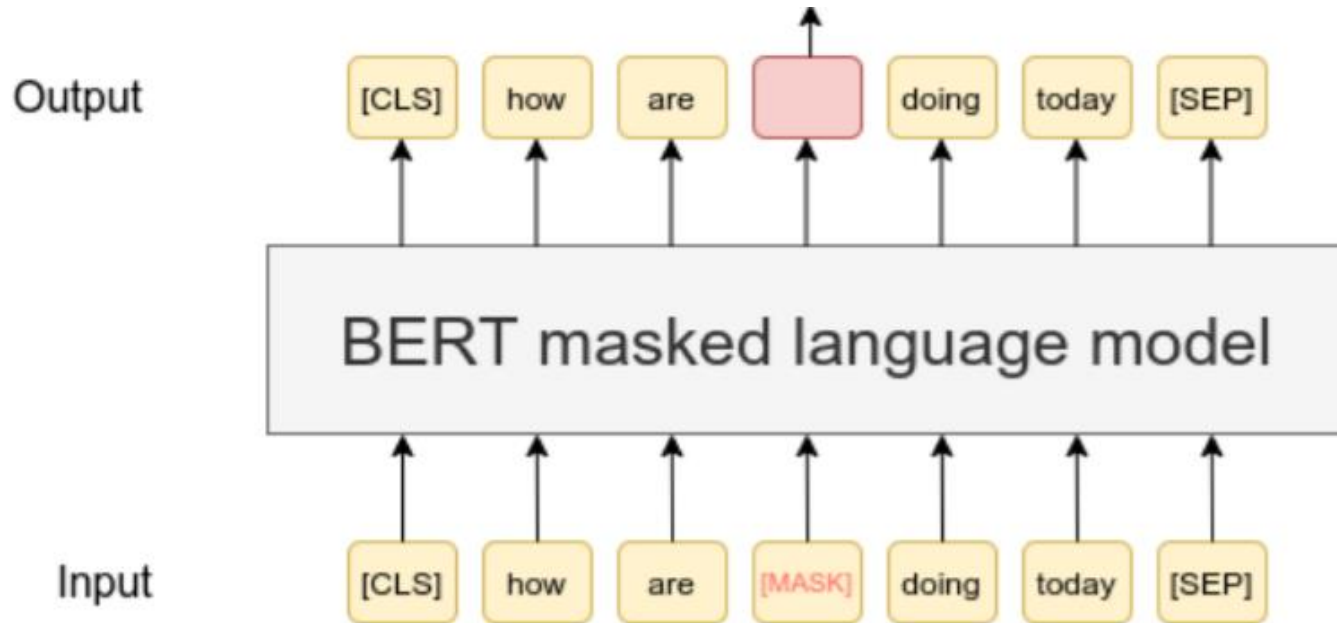 Output [CLS] how are doing today [SEP]
BERT masked language model
Input [CLS] how are [MASK] doing today [SEP]